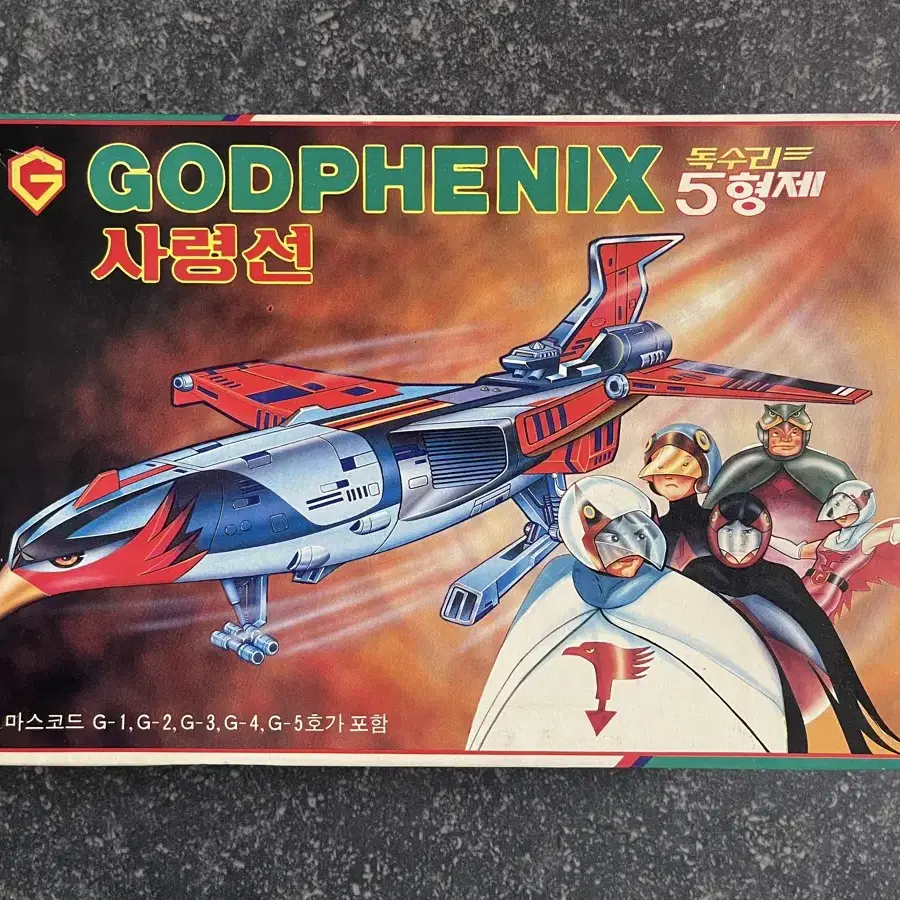 G
GODPHENIX
독수리
5형제
사령선
마스코드 G-1, G-2, G-3, G-4, G-5호가 포함